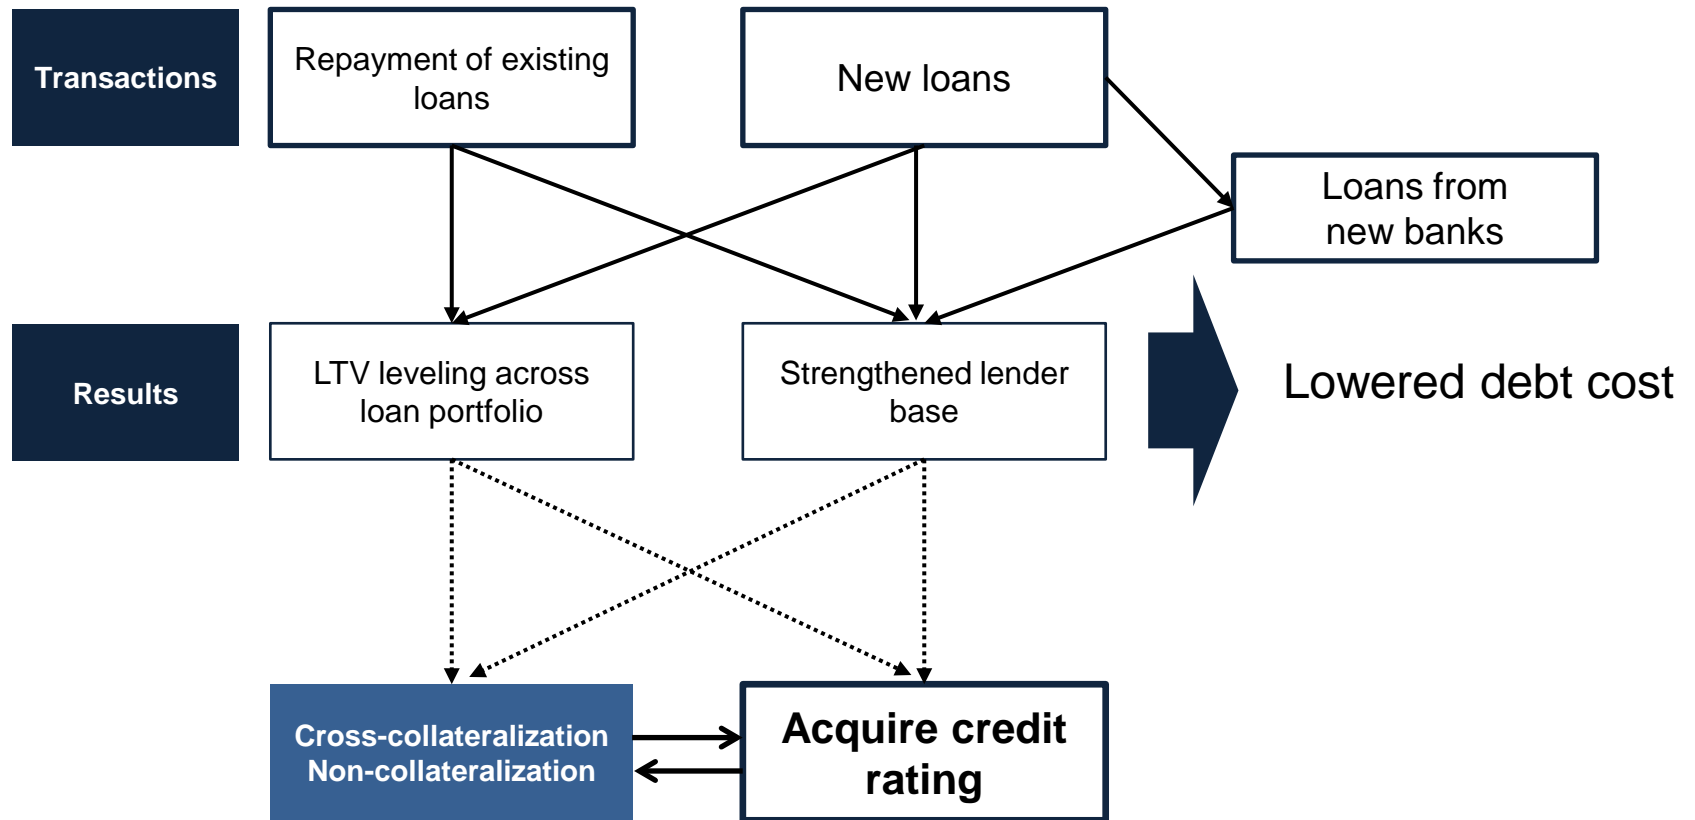 Transactions
Repayment of existing
loans
New loans
Loans from
new banks
Results
LTV leveling across
loan portfolio
Strengthened lender
base
Lowered debt cost
Cross-collateralization
Non-collateralization
Acquire credit
rating